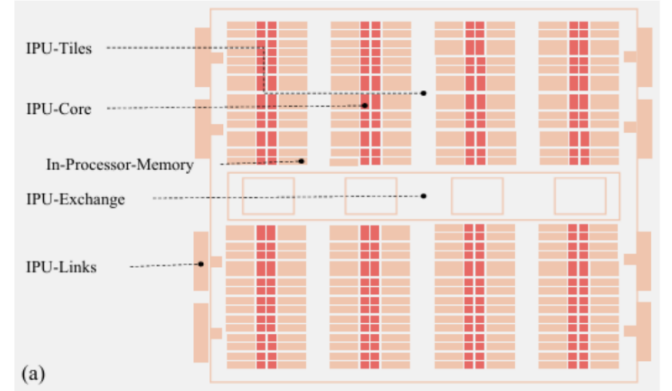 IPU-Tiles
IPU-Core
In-Processor-Memory
IPU-Exchange
IPU-Links
(a)